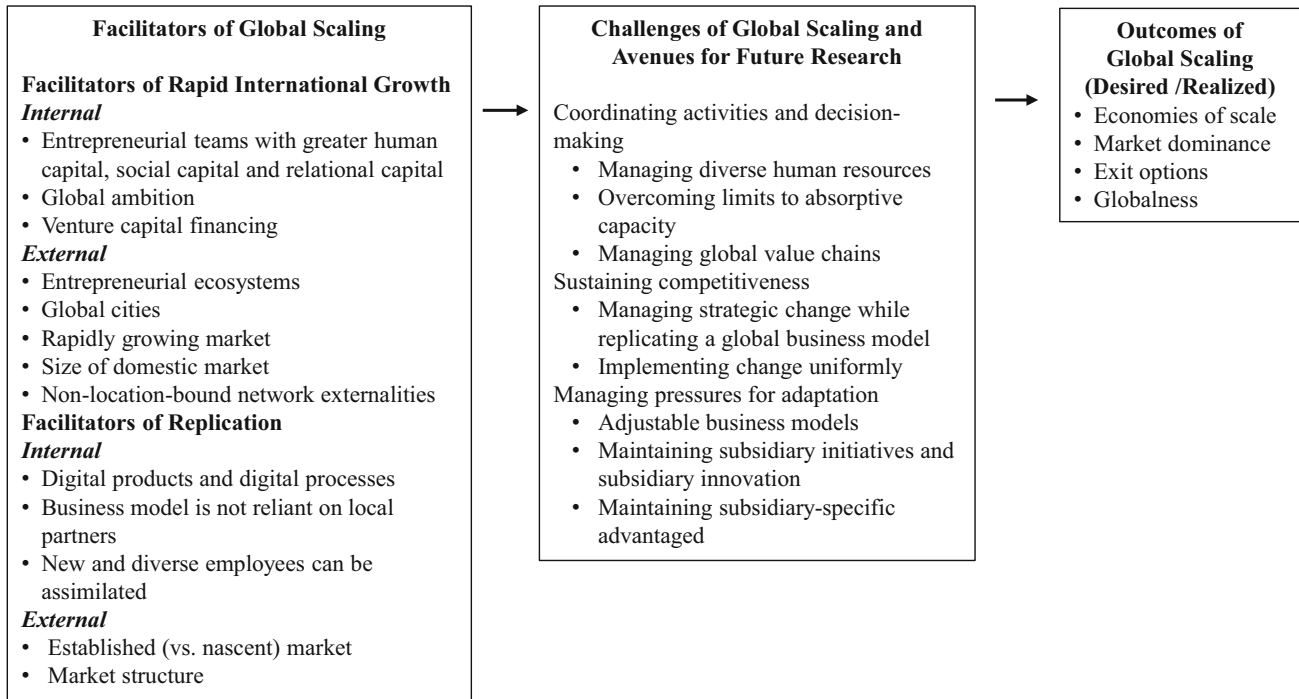 Facilitators of Global Scaling
Facilitators of Rapid International Growth
Internal
• Entrepreneurial teams with greater human
capital, social capital and relational capital
• Global ambition
• Venture capital financing
External
• Entrepreneurial ecosystems
• Global cities
• Rapidly growing market
• Size of domestic market
• Non-location-bound network externalities
Facilitators of Replication
Internal
• Digital products and digital processes
• Business model is not reliant on local
partners
• New and diverse employees can be
assimilated
External
• Established (vs. nascent) market
• Market structure
Challenges of Global Scaling and
Avenues for Future Research
Coordinating activities and decision-
making
• Managing diverse human resources
• Overcoming limits to absorptive
capacity
• Managing global value chains
Sustaining competitiveness
• Managing strategic change while
replicating a global business model
• Implementing change uniformly
Managing pressures for adaptation
• Adjustable business models
• Maintaining subsidiary initiatives and
subsidiary innovation
• Maintaining subsidiary-specific
advantaged
Outcomes of
Global Scaling
(Desired /Realized)
• Economies of scale
• Market dominance
• Exit options
• Globalness